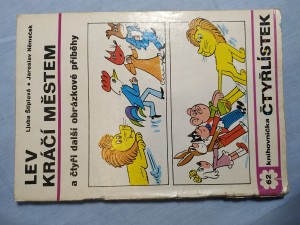 Ljuba Štíplová • Jaroslav Němeček
LEV
KRÁČÍ MĚSTEM
a čtyři další obrázkové příběhy
62
knihovnička
ČTYŘLÍSTEK